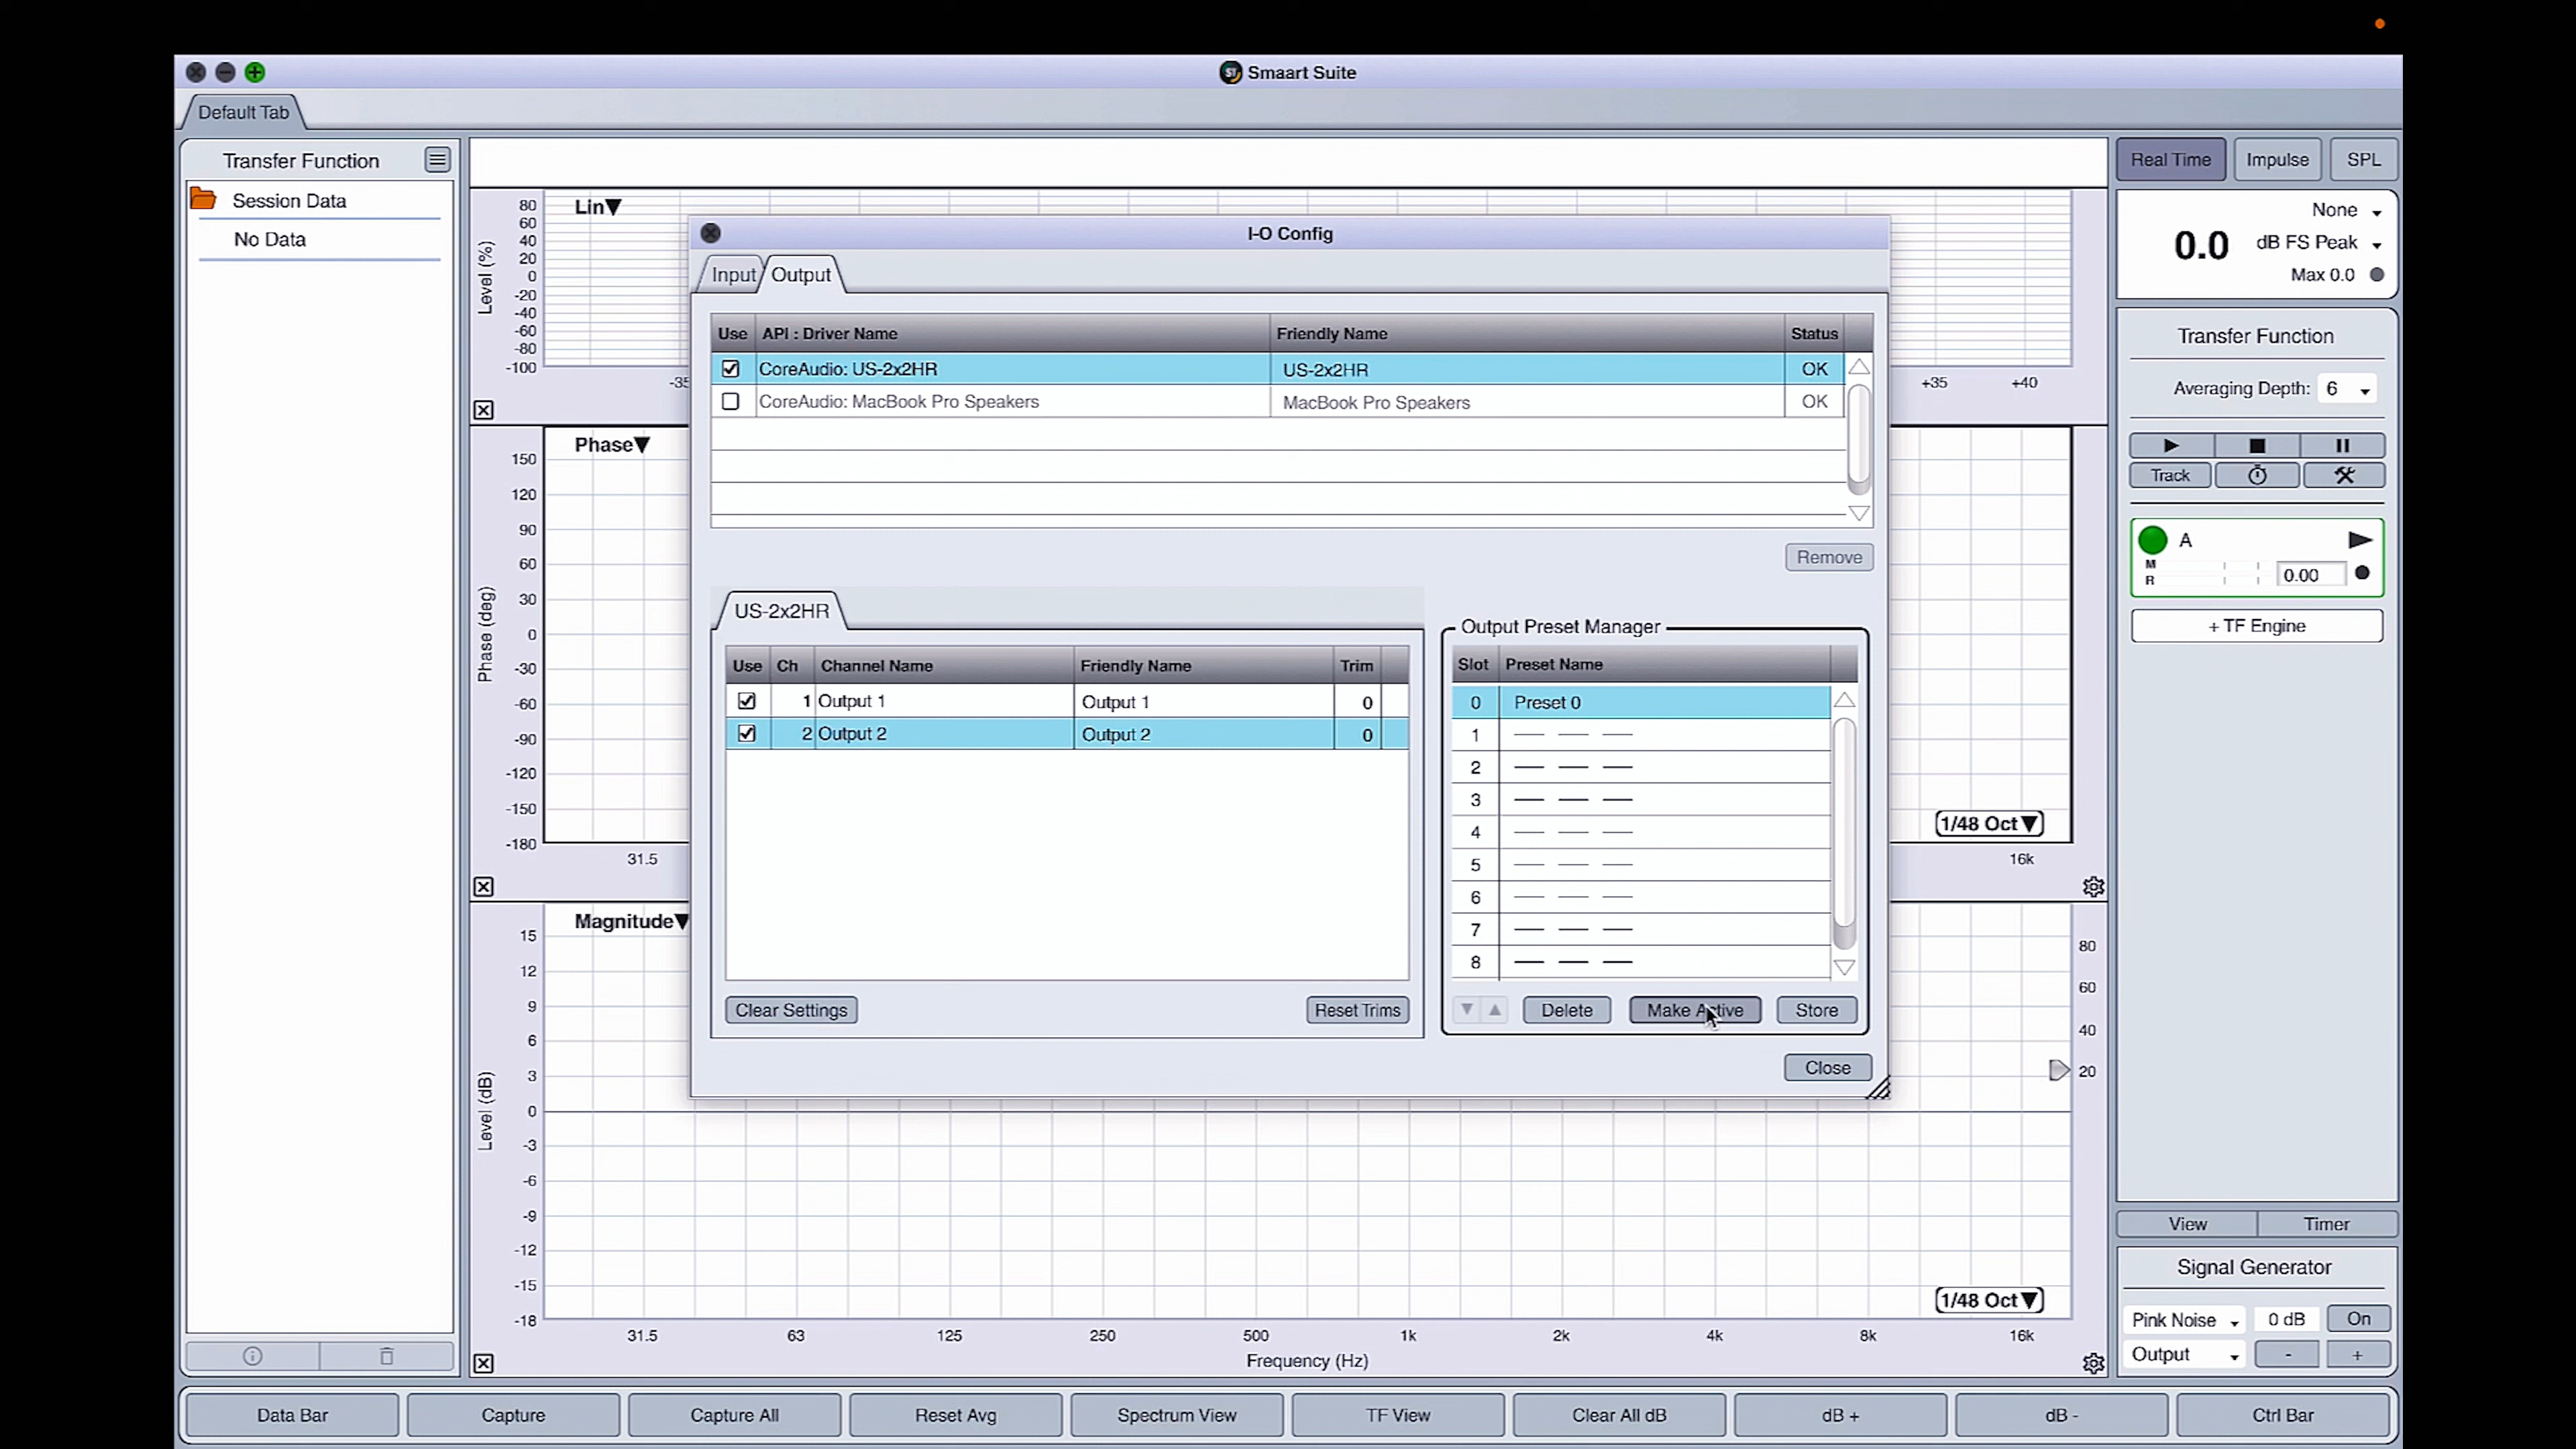 Smaart Suite
Default Tab
Transfer Function
Session Data
No Data
Lin▼
Level (%)
80
60
40
20
0
-20
-40
-60
-80
-100
-35
+35
+40
Phase▼
Phase (deg)
150
120
90
60
30
0
-30
-60
-90
-120
-150
-180
31.5
16k
1/48 Oct▼
Magnitude▼
Level (dB)
15
12
9
6
3
0
-3
-6
-9
-12
-15
-18
80
60
40
20
1/48 Oct▼
31.5 63 125 250 500 1k 2k 4k 8k 16k
Frequency (Hz)
I-O Config
Input Output
Use API : Driver Name Friendly Name Status
CoreAudio: US-2x2HR US-2x2HR OK
CoreAudio: MacBook Pro Speakers MacBook Pro Speakers OK
Remove
US-2x2HR
Use Ch Channel Name Friendly Name Trim
1 Output 1 Output 1 0
2 Output 2 Output 2 0
Clear Settings Reset Trims
Output Preset Manager
Slot Preset Name
0 Preset 0
1 — — —
2 — — —
3 — — —
4 — — —
5 — — —
6 — — —
7 — — —
8 — — —
Delete Make Active Store
Close
Real Time Impulse SPL
None
0.0 dB FS Peak
Max 0.0
Transfer Function
Averaging Depth: 6
Track
A
M
R 0.00
+ TF Engine
View Timer
Signal Generator
Pink Noise 0 dB On
Output - +
Data Bar Capture Capture All Reset Avg Spectrum View TF View Clear All dB dB + dB - Ctrl Bar